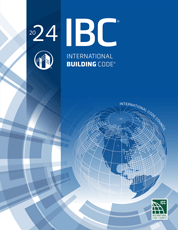 2024 IBC®
INTERNATIONAL
BUILDING CODE®
INTERNATIONAL CODE COUNCIL